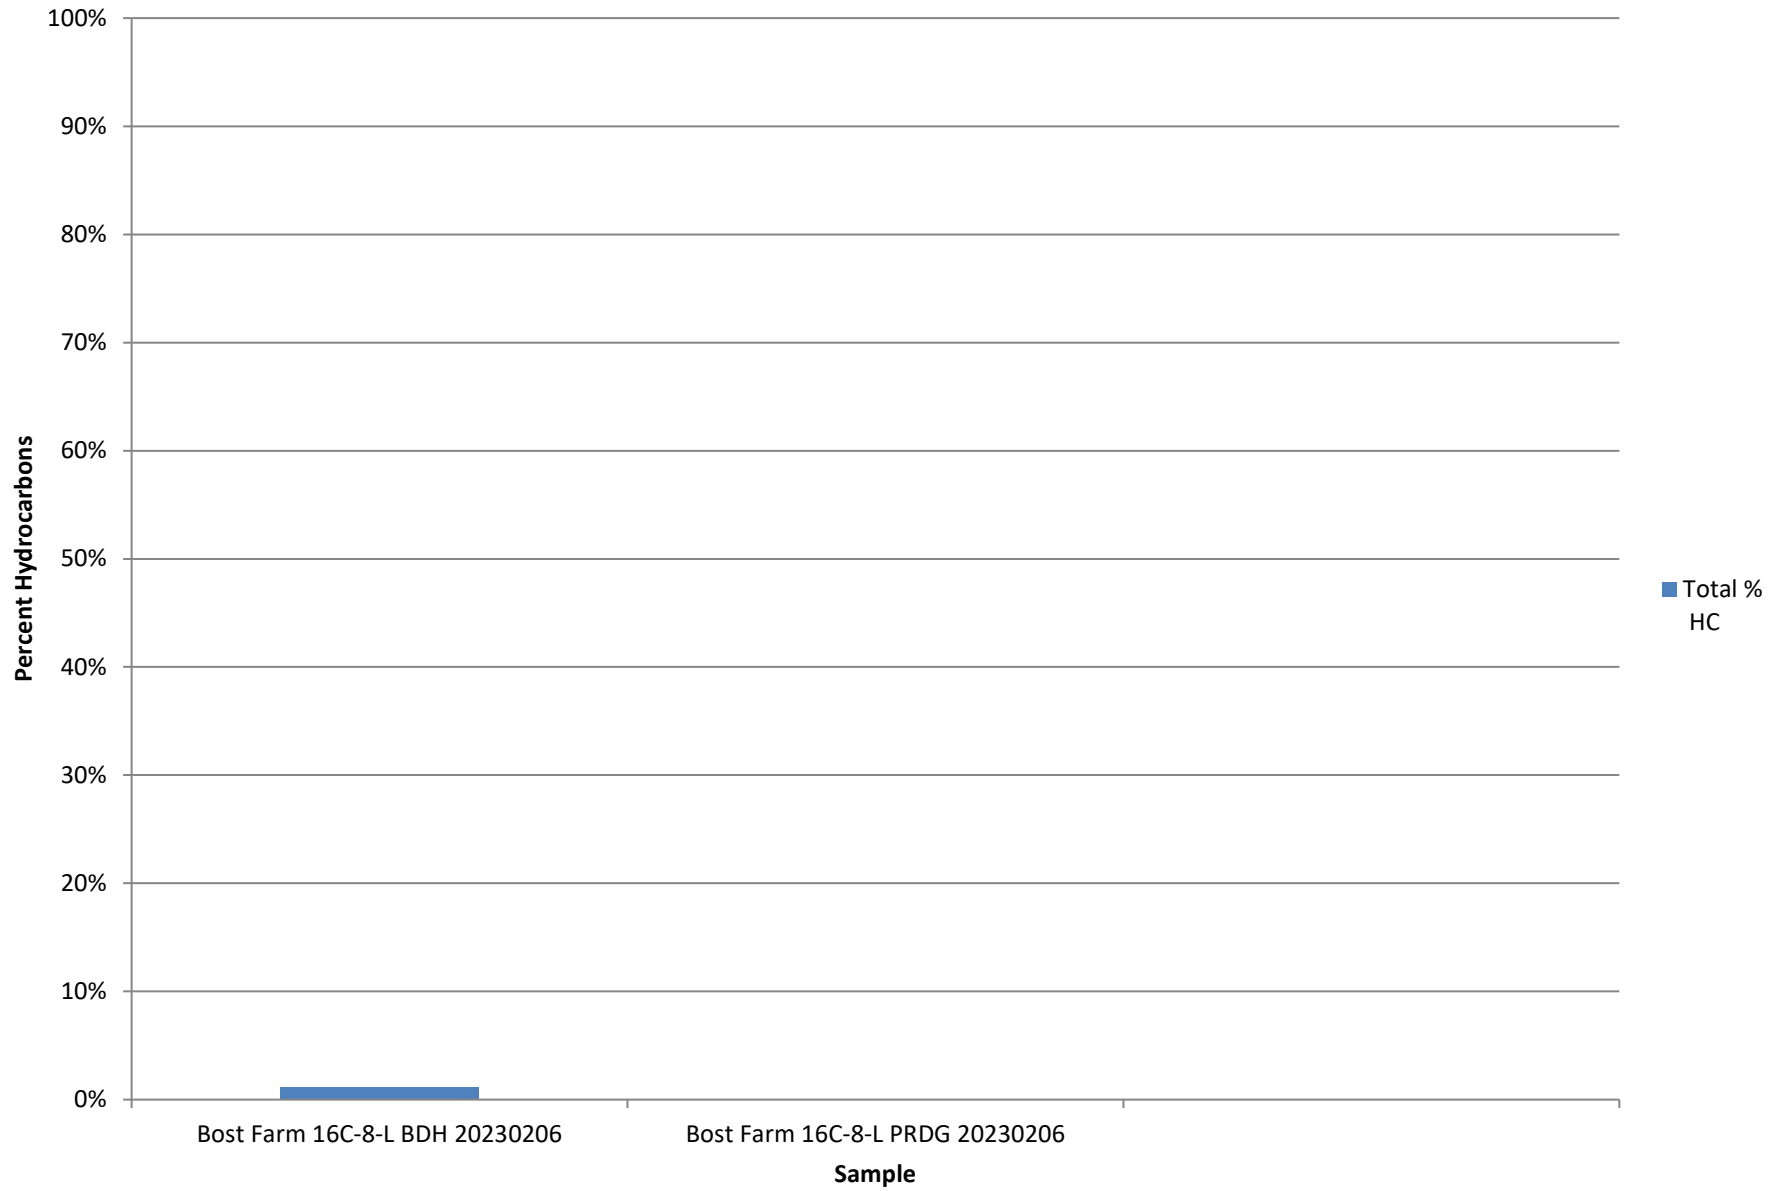 100%
90%
80%
70%
60%
50%
40%
30%
20%
10%
0%
Percent Hydrocarbons
Bost Farm 16C-8-L BDH 20230206
Bost Farm 16C-8-L PRDG 20230206
Sample
Total %
HC